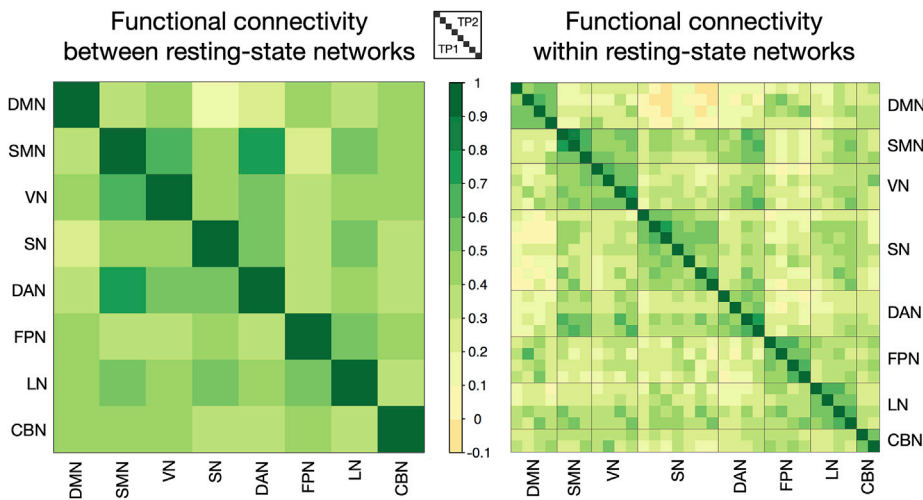 Functional connectivity
between resting-state networks
TP2
TP1
Functional connectivity
within resting-state networks
DMN
SMN
VN
SN
DAN
FPN
LN
CBN
DMN
SMN
VN
SN
DAN
FPN
LN
CBN
1
0.9
0.8
0.7
0.6
0.5
0.4
0.3
0.2
0.1
0
-0.1
DMN
SMN
VN
SN
DAN
FPN
LN
CBN
DMN
SMN
VN
SN
DAN
FPN
LN
CBN